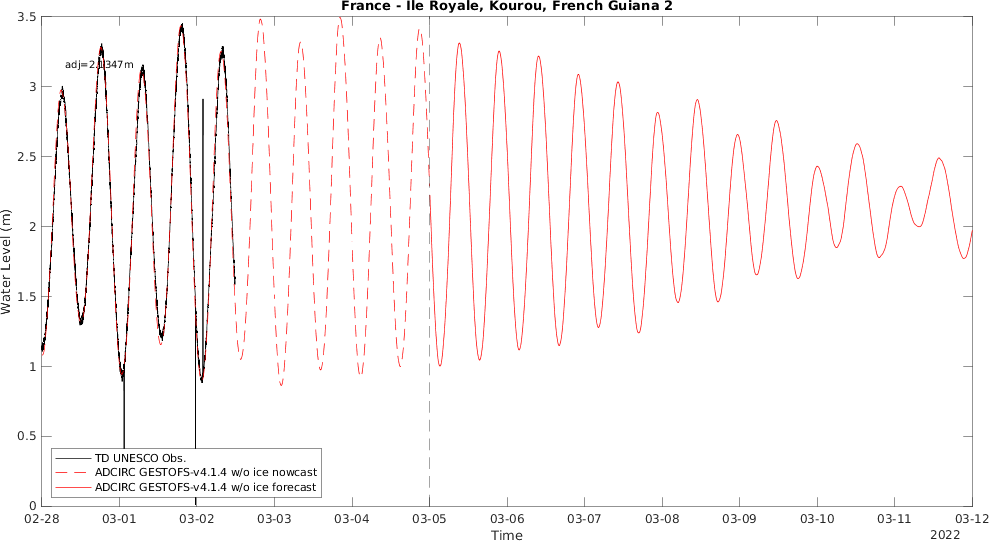 France - Ile Royale, Kourou, French Guiana 2
3.5
adj=2.1347m
3
2.5
2
1.5
1
0.5
0
Water Level (m)
TD UNESCO Obs.
ADCIRC GESTOFS-v4.1.4 w/o ice nowcast
ADCIRC GESTOFS-v4.1.4 w/o ice forecast
02-28 03-01 03-02 03-03 03-04 03-05 03-06 03-07 03-08 03-09 03-10 03-11 03-12
Time
2022